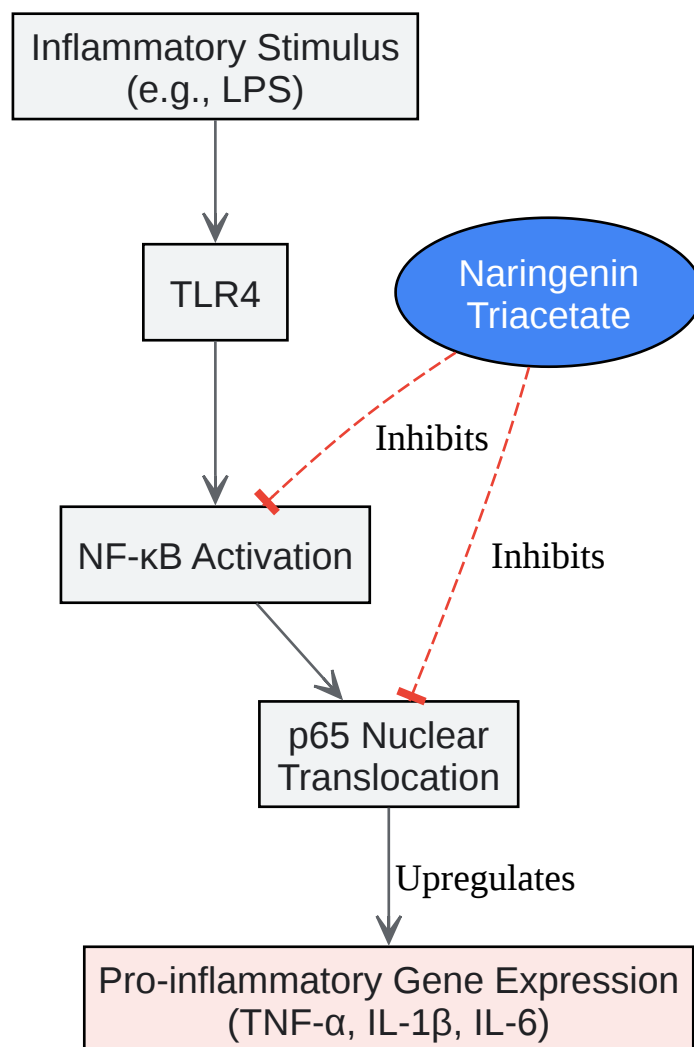 Inflammatory Stimulus
(e.g., LPS)
TLR4
Naringenin
Triacetate
Inhibits
NF-κB Activation
Inhibits
p65 Nuclear
Translocation
Upregulates
Pro-inflammatory Gene Expression
(TNF-α, IL-1β, IL-6)